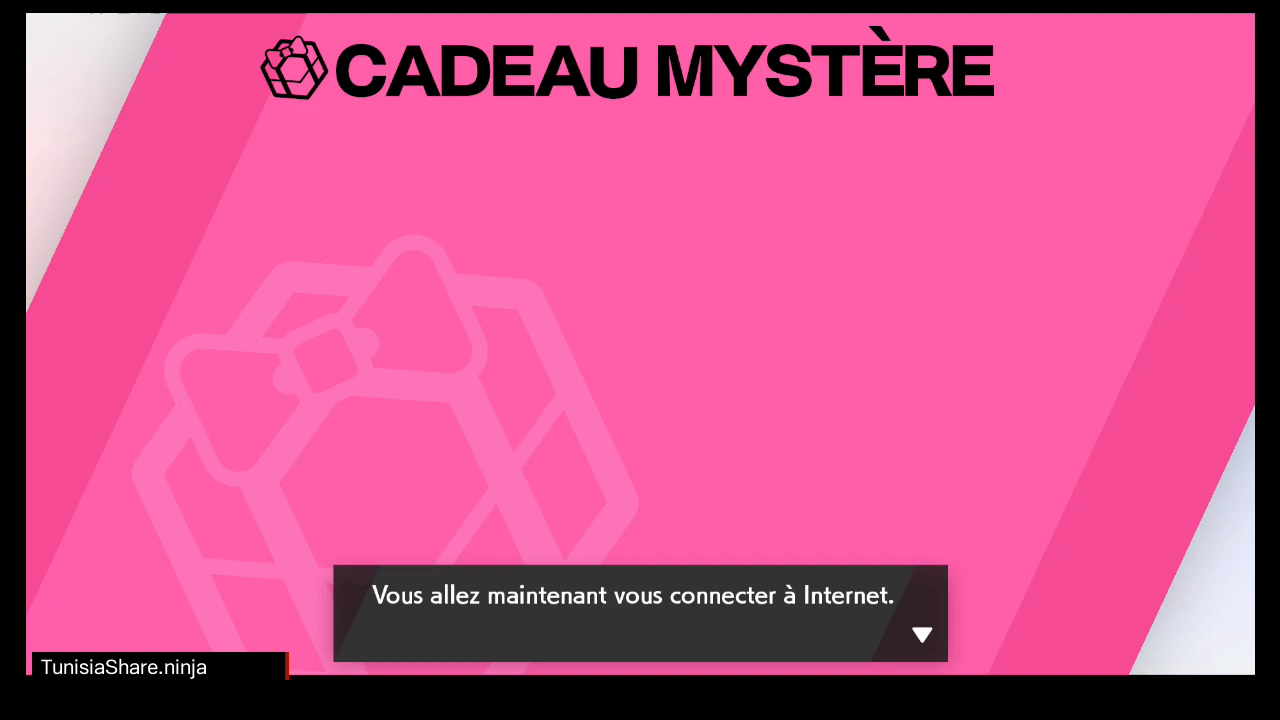 CADEAU MYSTÈRE
Vous allez maintenant vous connecter à Internet.
TunisiaShare.ninja